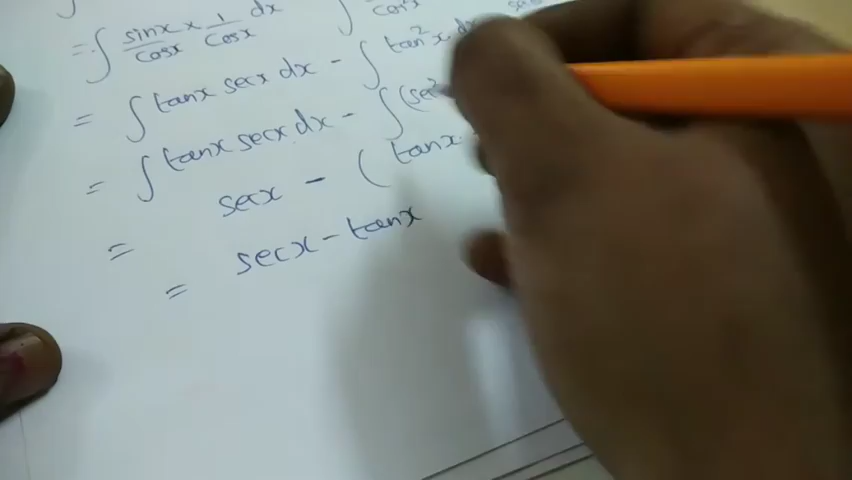 = ∫ sinx/cosx × 1/cosx dx ∫
= ∫ tanx secx dx - ∫ tan²x dx
= ∫ tanx secx dx - ∫ (sec²
= secx - (tanx
= secx - tanx